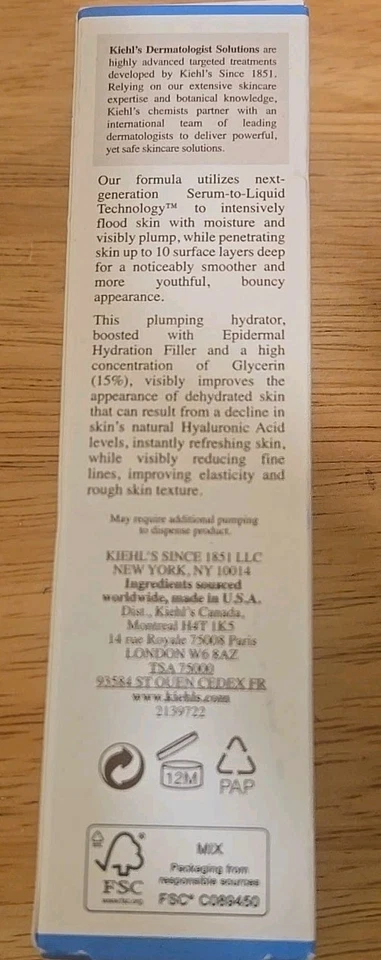 Kiehl's Dermatologist Solutions are
highly advanced targeted treatments
developed by Kiehl's Since 1851.
Relying on our extensive skincare
expertise and botanical knowledge,
Kiehl's chemists partner with an
international team of leading
dermatologists to deliver powerful,
yet safe skincare solutions.
Our formula utilizes next-
generation Serum-to-Liquid
Technology™ to intensively
flood skin with moisture and
visibly plump, while penetrating
skin up to 10 surface layers deep
for a noticeably smoother and
more youthful, bouncy
appearance.
This plumping hydrator,
boosted with Epidermal
Hydration Filler and a high
concentration of Glycerin
(15%), visibly improves the
appearance of dehydrated skin
that can result from a decline in
skin's natural Hyaluronic Acid
levels, instantly refreshing skin,
while visibly reducing fine
lines, improving elasticity and
rough skin texture.
May require additional pumping
to dispense product.
KIEHL'S SINCE 1851 LLC
NEW YORK, NY 10014
Ingredients sourced
worldwide, made in U.S.A.
Dist., Kiehl's Canada,
Montreal H4T 1K5
14 rue Royale 75008 Paris
LONDON W6 8AZ
TSA 75000
93584 ST OUEN CEDEX FR
www.kiehls.com
2139722
12M
PAP
FSC
www.fsc.org
MIX
Packaging from
responsible sources
FSC® C089450